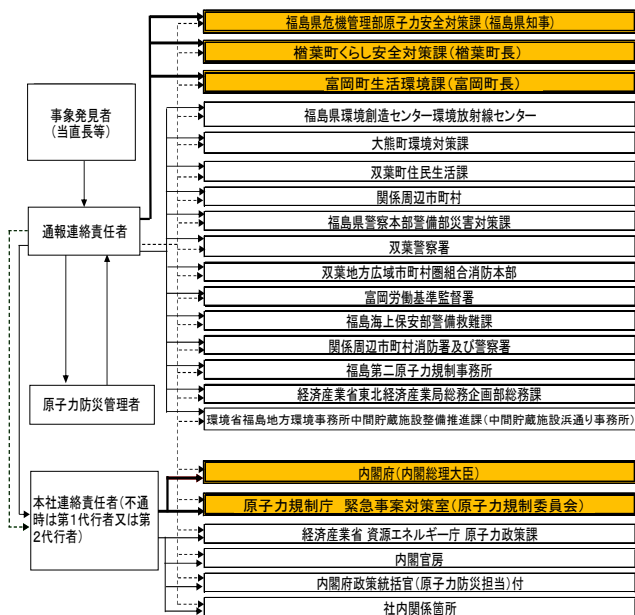 福島県危機管理部原子力安全対策課(福島県知事)
楢葉町くらし安全対策課(楢葉町長)
富岡町生活環境課(富岡町長)
事象発見者
(当直長等)
福島県環境創造センター環境放射線センター
大熊町環境対策課
双葉町住民生活課
関係周辺市町村
通報連絡責任者
福島県警察本部警備部災害対策課
双葉警察署
双葉地方広域市町村圏組合消防本部
富岡労働基準監督署
福島海上保安部警備救難課
関係周辺市町村消防署及び警察署
福島第二原子力規制事務所
原子力防災管理者
経済産業省東北経済産業局総務企画部総務課
環境省福島地方環境事務所中間貯蔵施設整備推進課(中間貯蔵施設浜通り事務所)
内閣府(内閣総理大臣)
本社連絡責任者(不通
時は第1代行者又は第
2代行者)
原子力規制庁 緊急事案対策室(原子力規制委員会)
経済産業省 資源エネルギー庁 原子力政策課
内閣官房
内閣府政策統括官(原子力防災担当)付
社内関係箇所